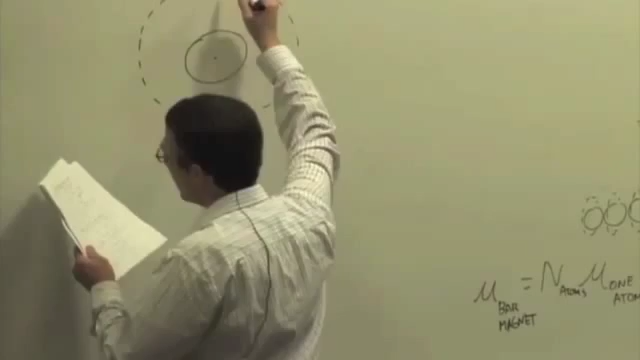 μ BAR MAGNET = N ATOMS μ ONE ATOM